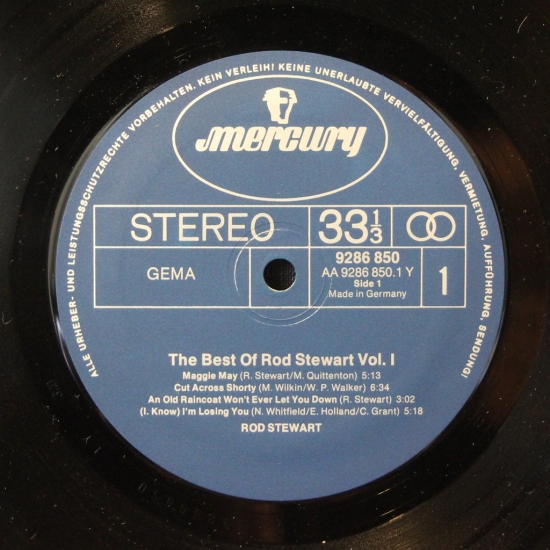 ALLE URHEBER- UND LEISTUNGSSCHUTZRECHTE VORBEHALTEN. KEIN VERLEIH! KEINE UNERLAUBTE VERVIELFÄLTIGUNG, VERMIETUNG, AUFFÜHRUNG, SENDUNG!
mercury
STEREO 33 1/3
GEMA
9286 850
AA 9286 850.1 Y
Side 1
Made in Germany
1
The Best Of Rod Stewart Vol. I
Maggie May (R. Stewart/M. Quittenton) 5:13
Cut Across Shorty (M. Wilkin/W. P. Walker) 6:34
An Old Raincoat Won't Ever Let You Down (R. Stewart) 3:02
(I. Know) I'm Losing You (N. Whitfield/E. Holland/C. Grant) 5:18
ROD STEWART